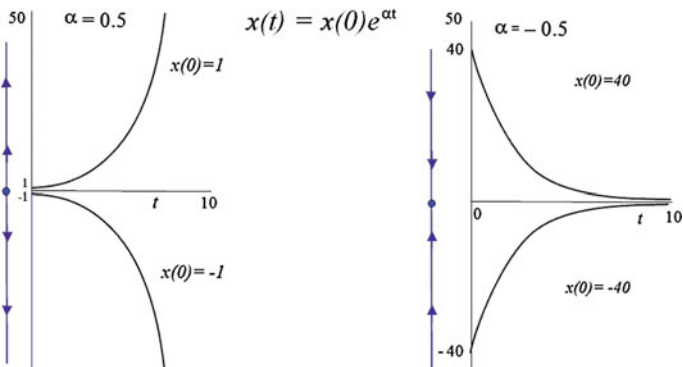 50
α = 0.5
x(t) = x(0)e^{αt}
x(0)=1
1
-1
t
10
x(0) = -1
50
40
α = – 0.5
x(0)=40
0
t
10
x(0) = -40
-40